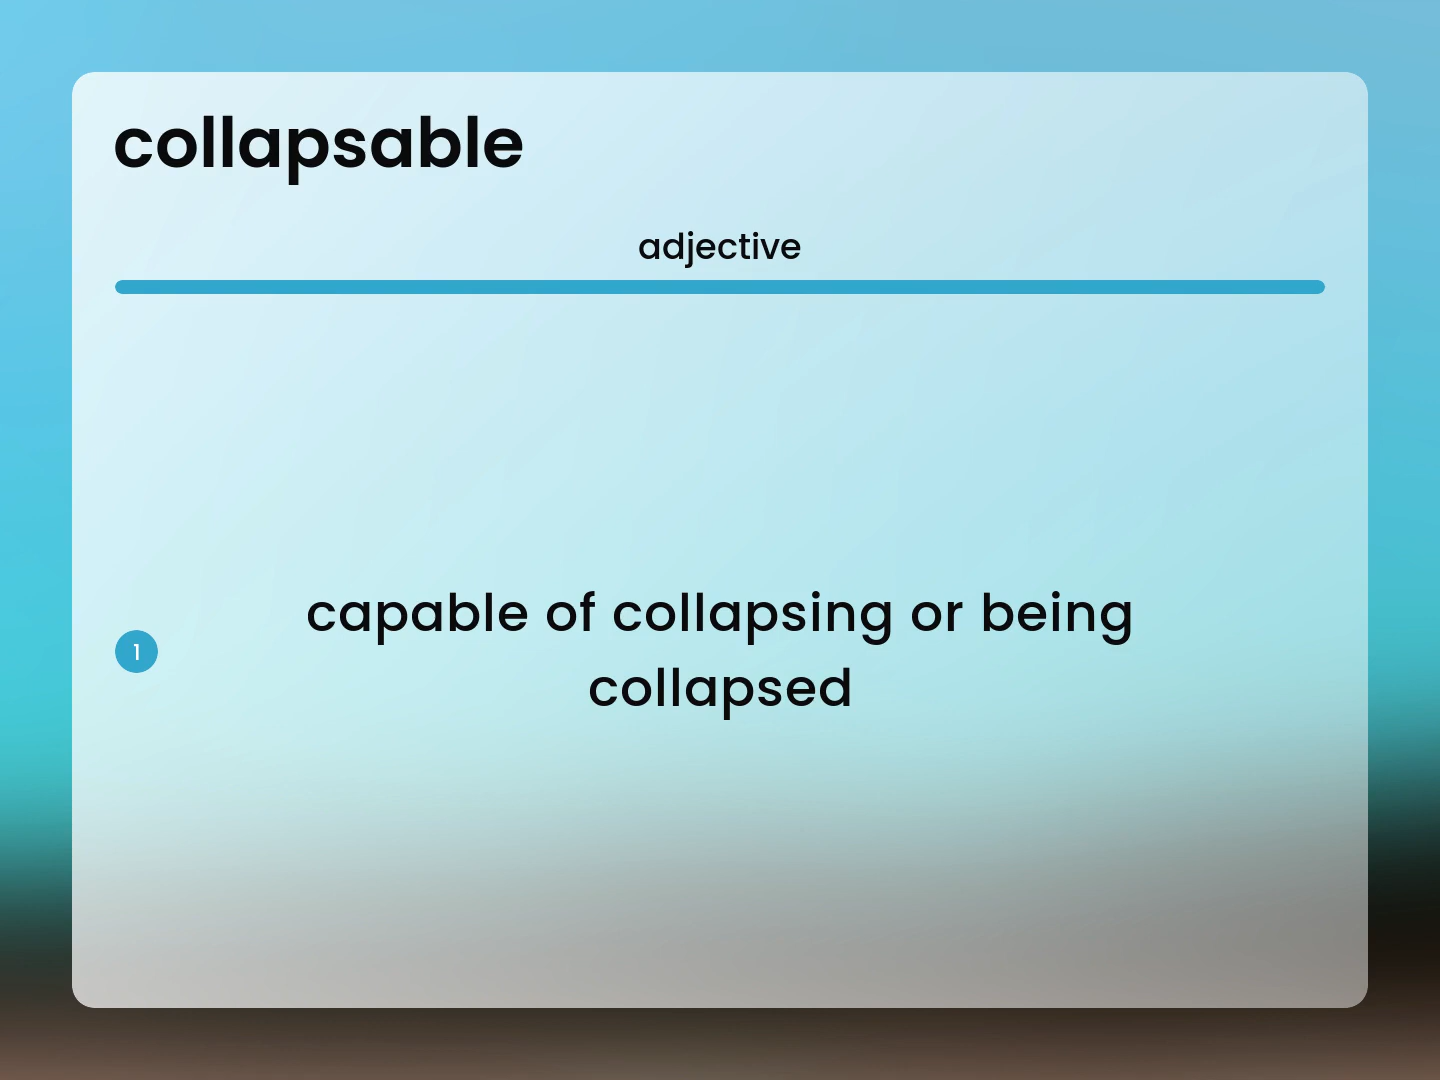 collapsable
adjective
1
capable of collapsing or being
collapsed